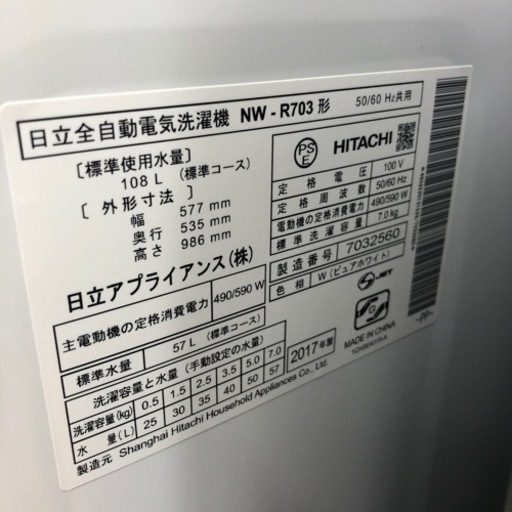 日立全自動電気洗濯機 NW-R703 形 50/60 Hz共用
〔標準使用水量〕
108 L (標準コース)
〔 外形寸法 〕
幅 577 mm
奥行 535 mm
高さ 986 mm
日立アプライアンス(株)
主電動機の定格消費電力 490/590 W
標準水量 57 L (標準コース)
洗濯容量と水量 (手動設定の水量)
洗濯容量(kg) 0.5 1.5 2.5 3.5 5.0 7.0
水 量(L) 25 30 35 40 50 57
製造元 Shanghai Hitachi Household Appliances Co., Ltd.
PSE HITACHI
定格電圧 100 V
定格周波数 50/60 Hz
電動機の定格消費電力 490/590 W
標準洗濯容量 7.0kg
製造番号 7032560
色相 W (ピュアホワイト)
S-JET
2017年製
G
MADE IN CHINA
-PP-